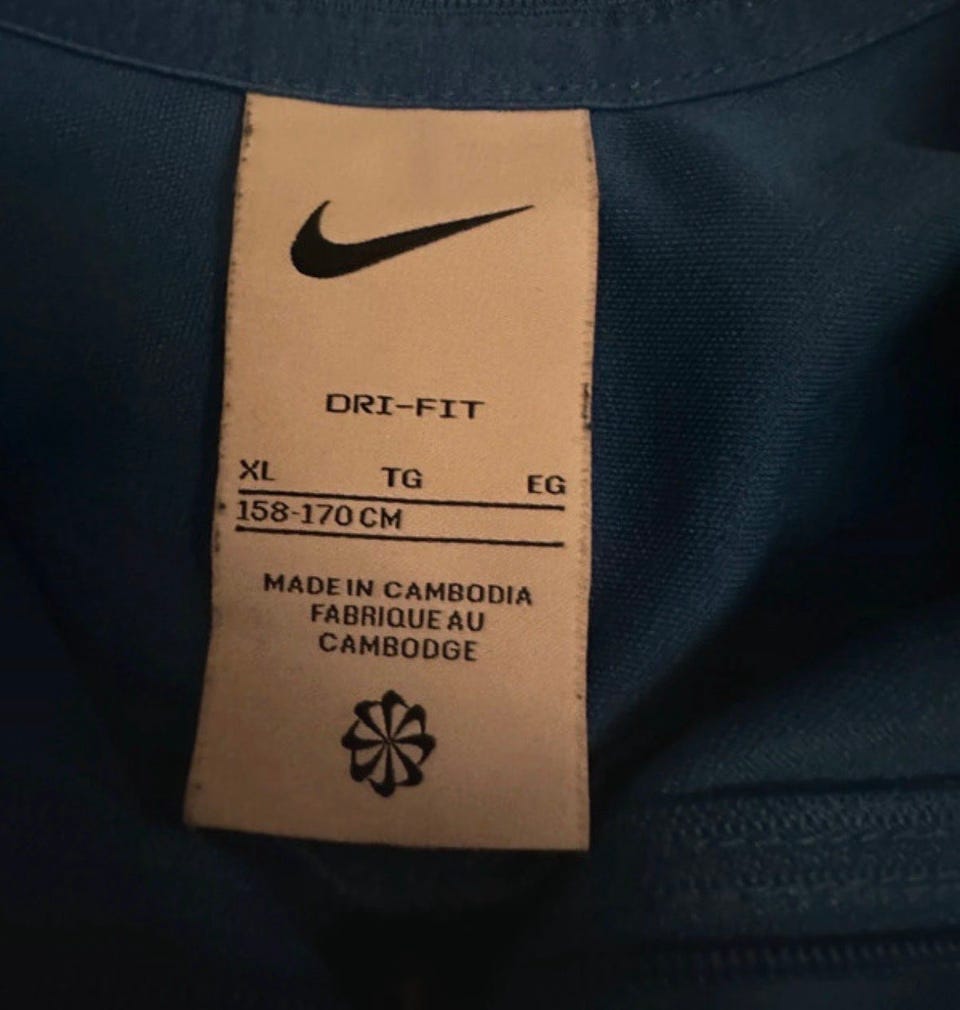 DRI-FIT
XL TG EG
158-170 CM
MADE IN CAMBODIA
FABRIQUE AU
CAMBODGE